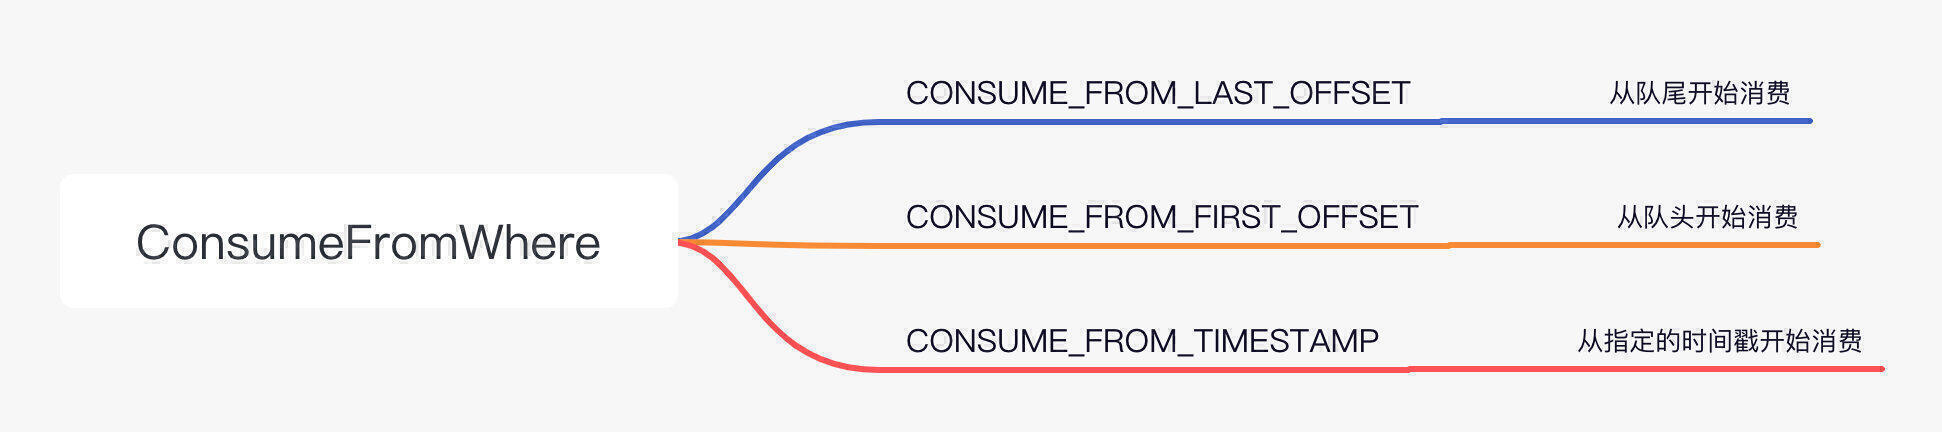 ConsumeFromWhere
CONSUME_FROM_LAST_OFFSET 从队尾开始消费
CONSUME_FROM_FIRST_OFFSET 从队头开始消费
CONSUME_FROM_TIMESTAMP 从指定的时间戳开始消费